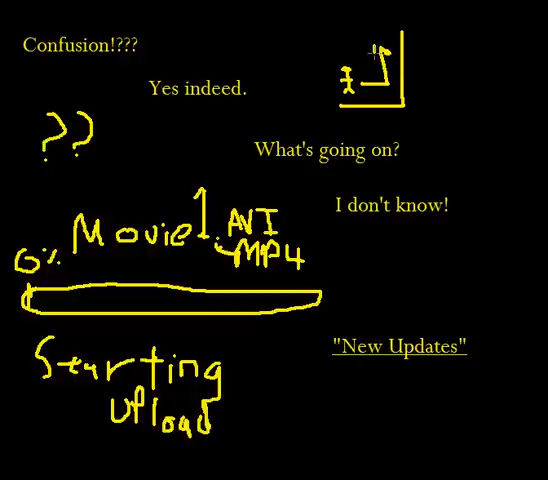 Confusion!???
Yes indeed.
??
What's going on?
I don't know!
Movie1.AVI
.MP4
0%
"New Updates"
Starting
Upload